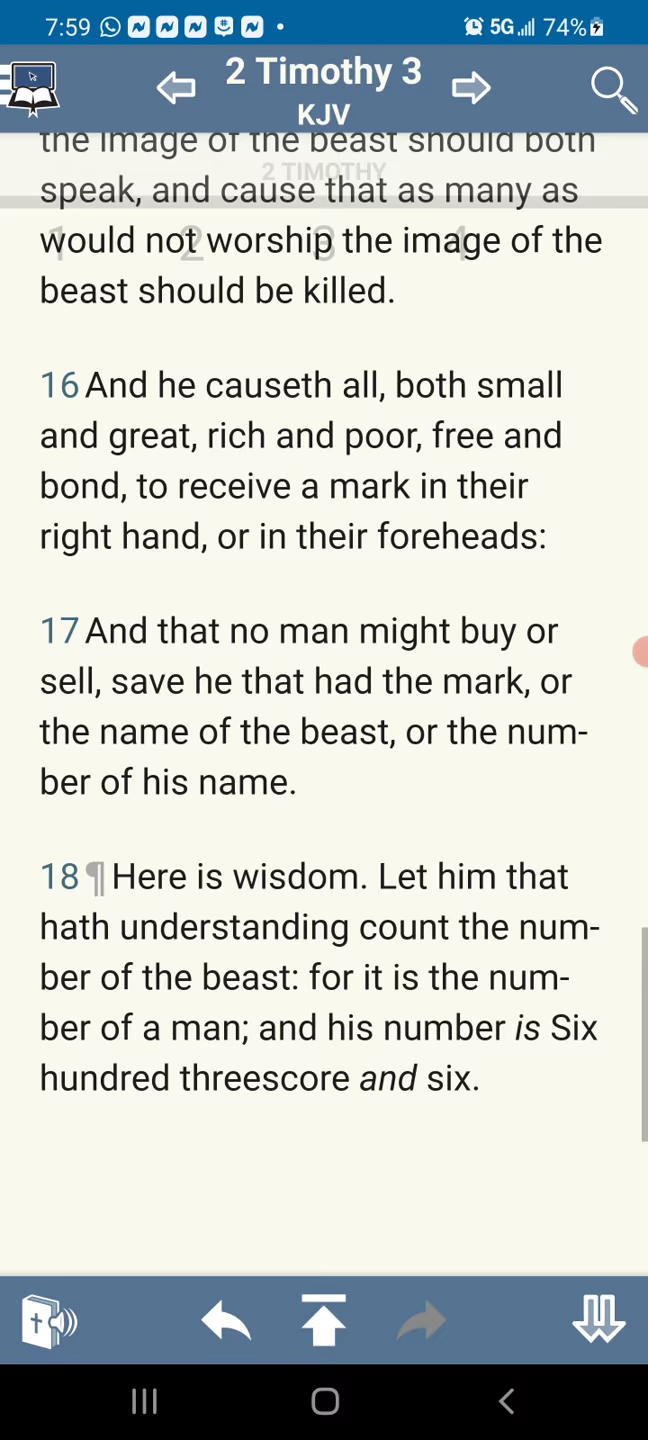 7:59 5G 74%
2 Timothy 3
KJV
the image of the beast should both
2 TIMOTHY
speak, and cause that as many as
1 2 3 4
would not worship the image of the
beast should be killed.
16 And he causeth all, both small
and great, rich and poor, free and
bond, to receive a mark in their
right hand, or in their foreheads:
17 And that no man might buy or
sell, save he that had the mark, or
the name of the beast, or the num-
ber of his name.
18 ¶ Here is wisdom. Let him that
hath understanding count the num-
ber of the beast: for it is the num-
ber of a man; and his number is Six
hundred threescore and six.